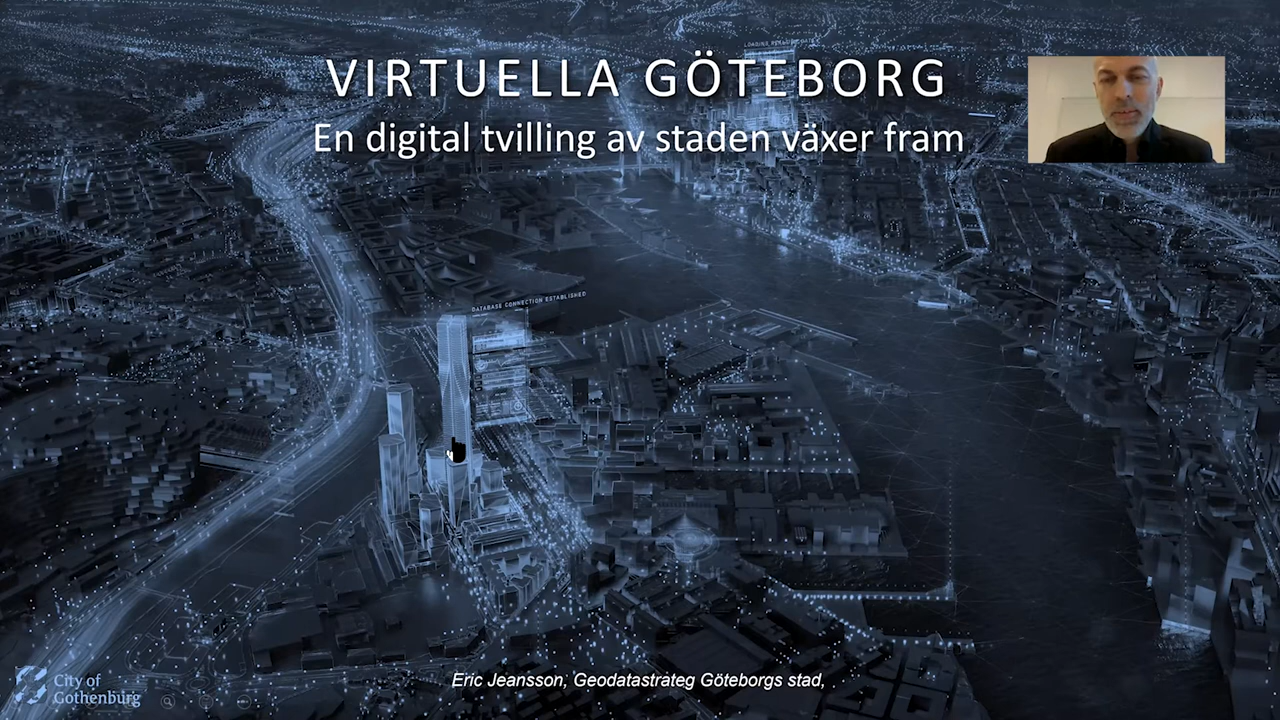 VIRTUELLA GÖTEBORG
En digital tvilling av staden växer fram
DATABASE CONNECTION ESTABLISHED
City of
Gothenburg
Eric Jeansson, Geodatastrateg Göteborgs stad,